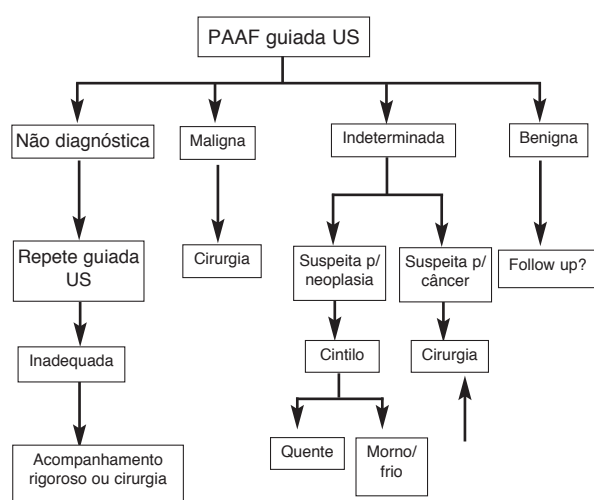 PAAF guiada US
Não diagnóstica
Maligna
Indeterminada
Benigna
Repete guiada
US
Cirurgia
Suspeita p/
neoplasia
Suspeita p/
câncer
Follow up?
Inadequada
Cintilo
Cirurgia
Acompanhamento
rigoroso ou cirurgia
Quente
Morno/
frio